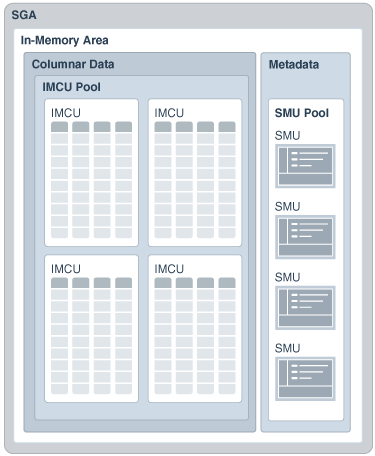 SGA
In-Memory Area
Columnar Data
IMCU Pool
IMCU
IMCU
IMCU
IMCU
Metadata
SMU Pool
SMU
SMU
SMU
SMU